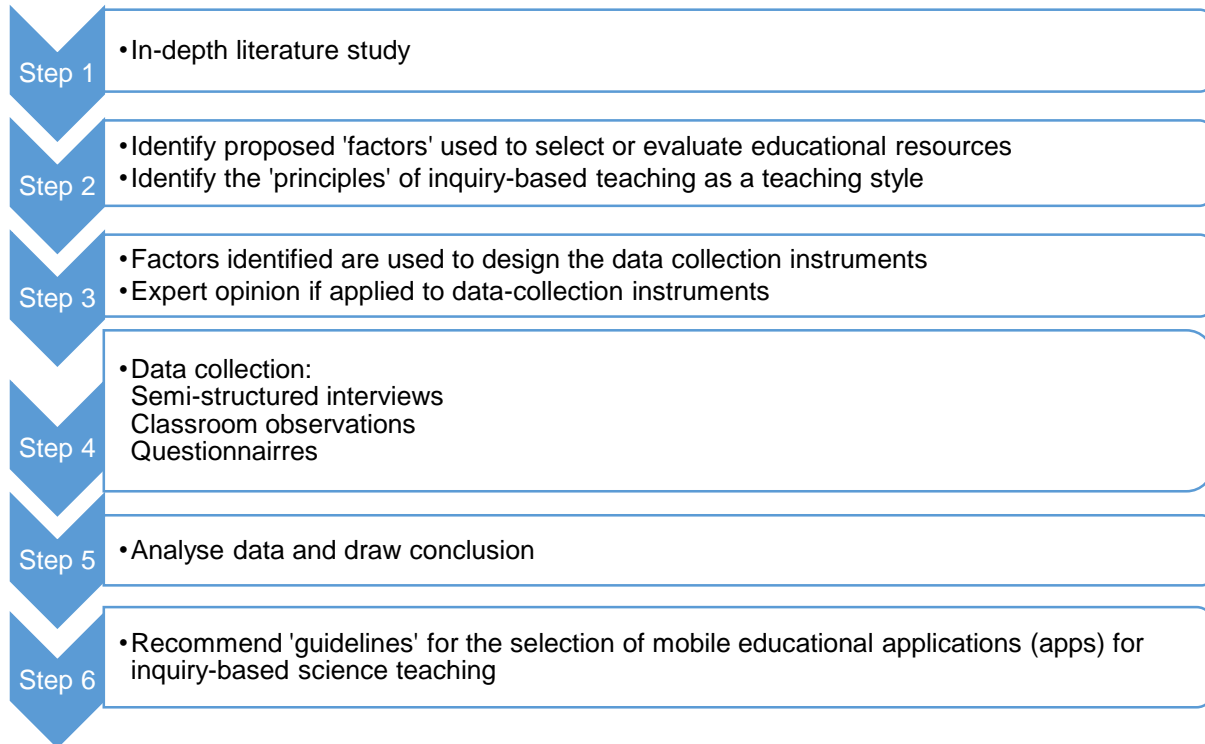 Step 1
•In-depth literature study
Step 2
•Identify proposed 'factors' used to select or evaluate educational resources
•Identify the 'principles' of inquiry-based teaching as a teaching style
Step 3
•Factors identified are used to design the data collection instruments
•Expert opinion if applied to data-collection instruments
Step 4
•Data collection:
Semi-structured interviews
Classroom observations
Questionnairres
Step 5
•Analyse data and draw conclusion
Step 6
•Recommend 'guidelines' for the selection of mobile educational applications (apps) for
inquiry-based science teaching